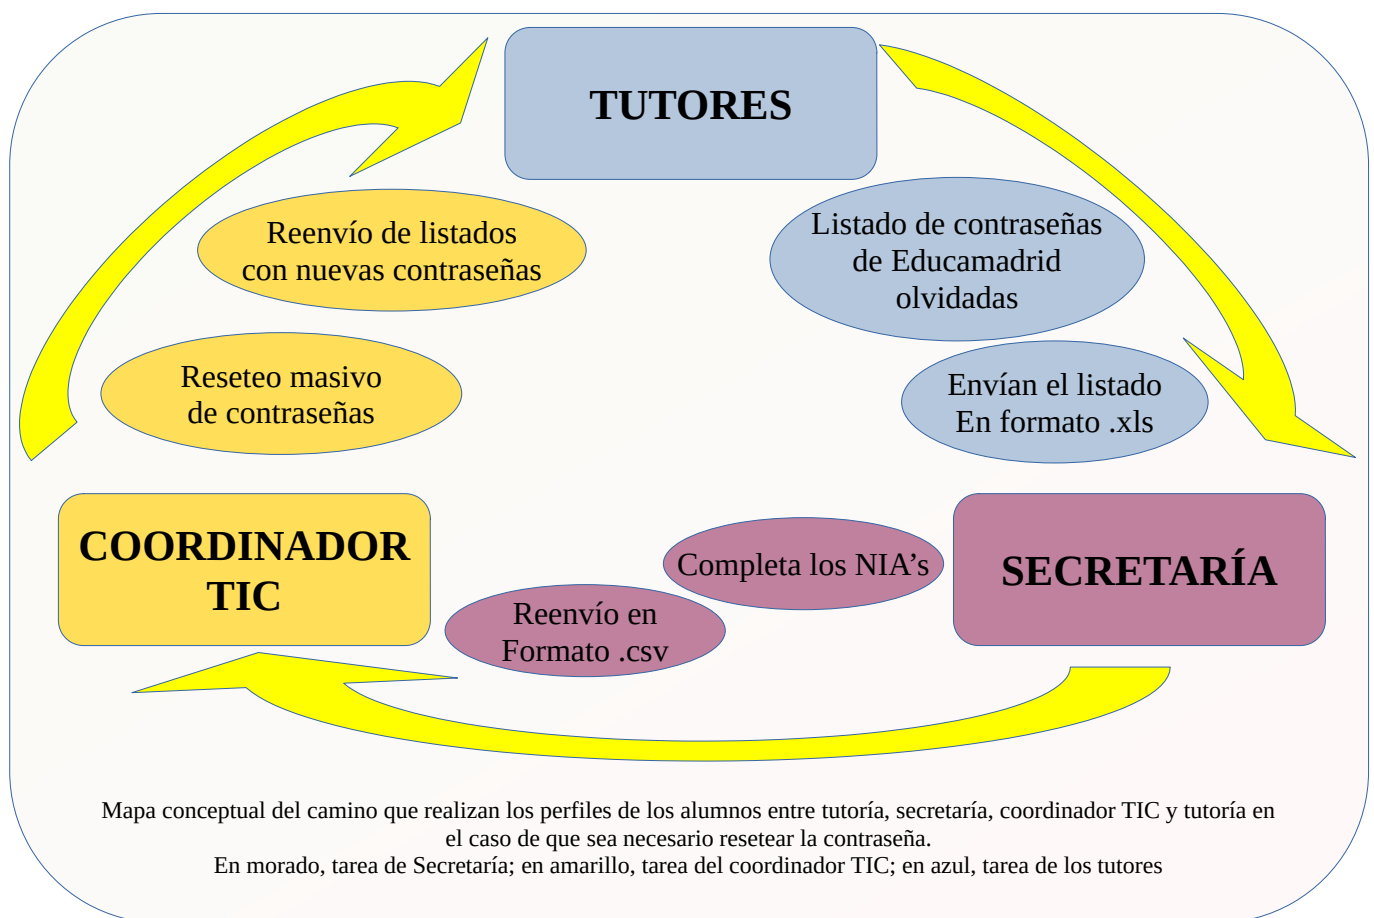 TUTORES
Listado de contraseñas
de Educamadrid
olvidadas
Envían el listado
En formato .xls
SECRETARÍA
Completa los NIA’s
Reenvío en
Formato .csv
COORDINADOR
TIC
Reseteo masivo
de contraseñas
Reenvío de listados
con nuevas contraseñas
Mapa conceptual del camino que realizan los perfiles de los alumnos entre tutoría, secretaría, coordinador TIC y tutoría en
el caso de que sea necesario resetear la contraseña.
En morado, tarea de Secretaría; en amarillo, tarea del coordinador TIC; en azul, tarea de los tutores